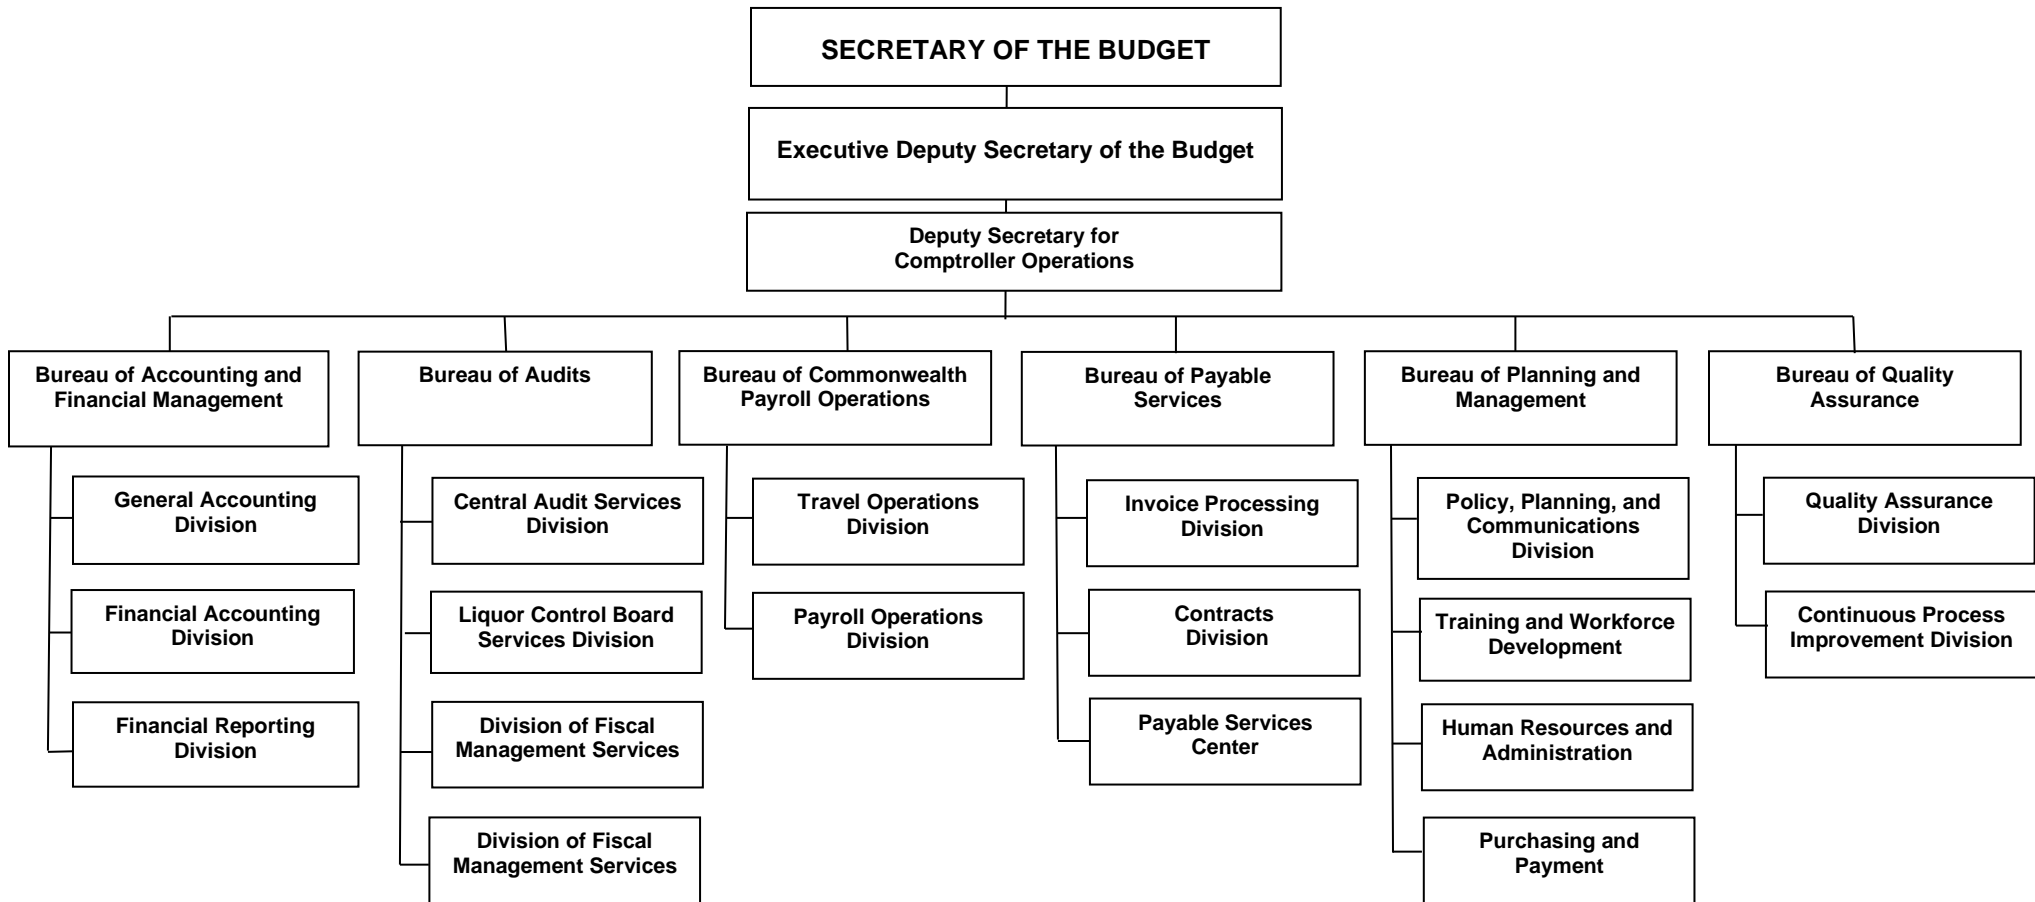 SECRETARY OF THE BUDGET
Executive Deputy Secretary of the Budget
Deputy Secretary for
Comptroller Operations
Bureau of Accounting and
Financial Management
General Accounting
Division
Financial Accounting
Division
Financial Reporting
Division
Bureau of Audits
Central Audit Services
Division
Liquor Control Board
Services Division
Division of Fiscal
Management Services
Division of Fiscal
Management Services
Bureau of Commonwealth
Payroll Operations
Travel Operations
Division
Payroll Operations
Division
Bureau of Payable
Services
Invoice Processing
Division
Contracts
Division
Payable Services
Center
Bureau of Planning and
Management
Policy, Planning, and
Communications
Division
Training and Workforce
Development
Human Resources and
Administration
Purchasing and
Payment
Bureau of Quality
Assurance
Quality Assurance
Division
Continuous Process
Improvement Division